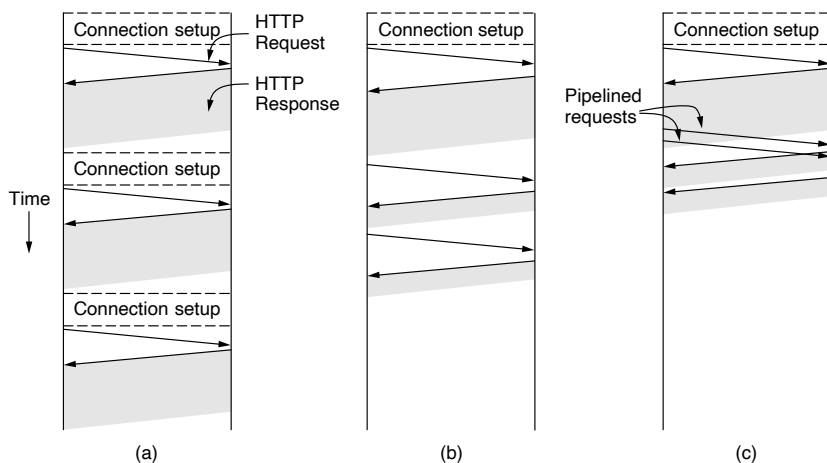 Connection setup
HTTP
Request
HTTP
Response
Connection setup
Time
Connection setup
(a)
Connection setup
(b)
Connection setup
Pipelined
requests
(c)